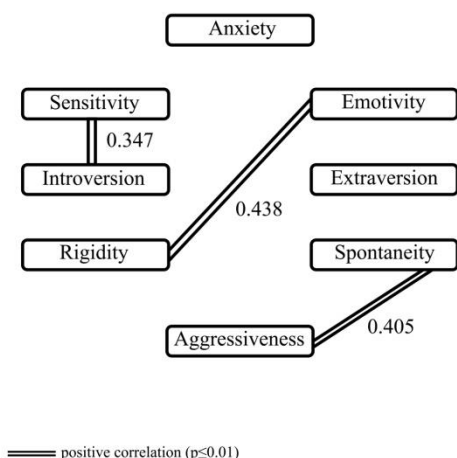 Anxiety
Sensitivity
Emotivity
0.347
Introversion
Extraversion
0.438
Rigidity
Spontaneity
0.405
Aggressiveness
positive correlation (p≤0.01)